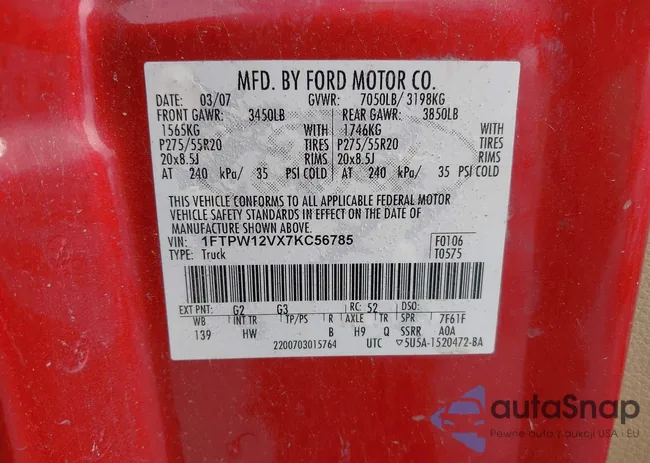 MFD. BY FORD MOTOR CO.
DATE: 03/07 GVWR: 7050LB/ 3198KG
FRONT GAWR: 3450LB REAR GAWR: 3850LB
1565KG WITH 1746KG WITH
P275/55R20 TIRES P275/55R20 TIRES
20x8.5J RIMS 20x8.5J RIMS
AT 240 kPa/ 35 PSI COLD AT 240 kPa/ 35 PSI COLD
THIS VEHICLE CONFORMS TO ALL APPLICABLE FEDERAL MOTOR
VEHICLE SAFETY STANDARDS IN EFFECT ON THE DATE OF
MANUFACTURE SHOWN ABOVE.
VIN: 1FTPW12VX7KC56785 F0106
TYPE: Truck T0575
EXT PNT: G2 G3 RC: 52 DSO:
WB INT TR TP/PS R AXLE TR SPR 7F61F
139 HW - B H9 Q SSRR A0A
2200703015764 UTC ▽5U5A-1520472-BA
autaSnap
Pewne auta z aukcji USA i EU